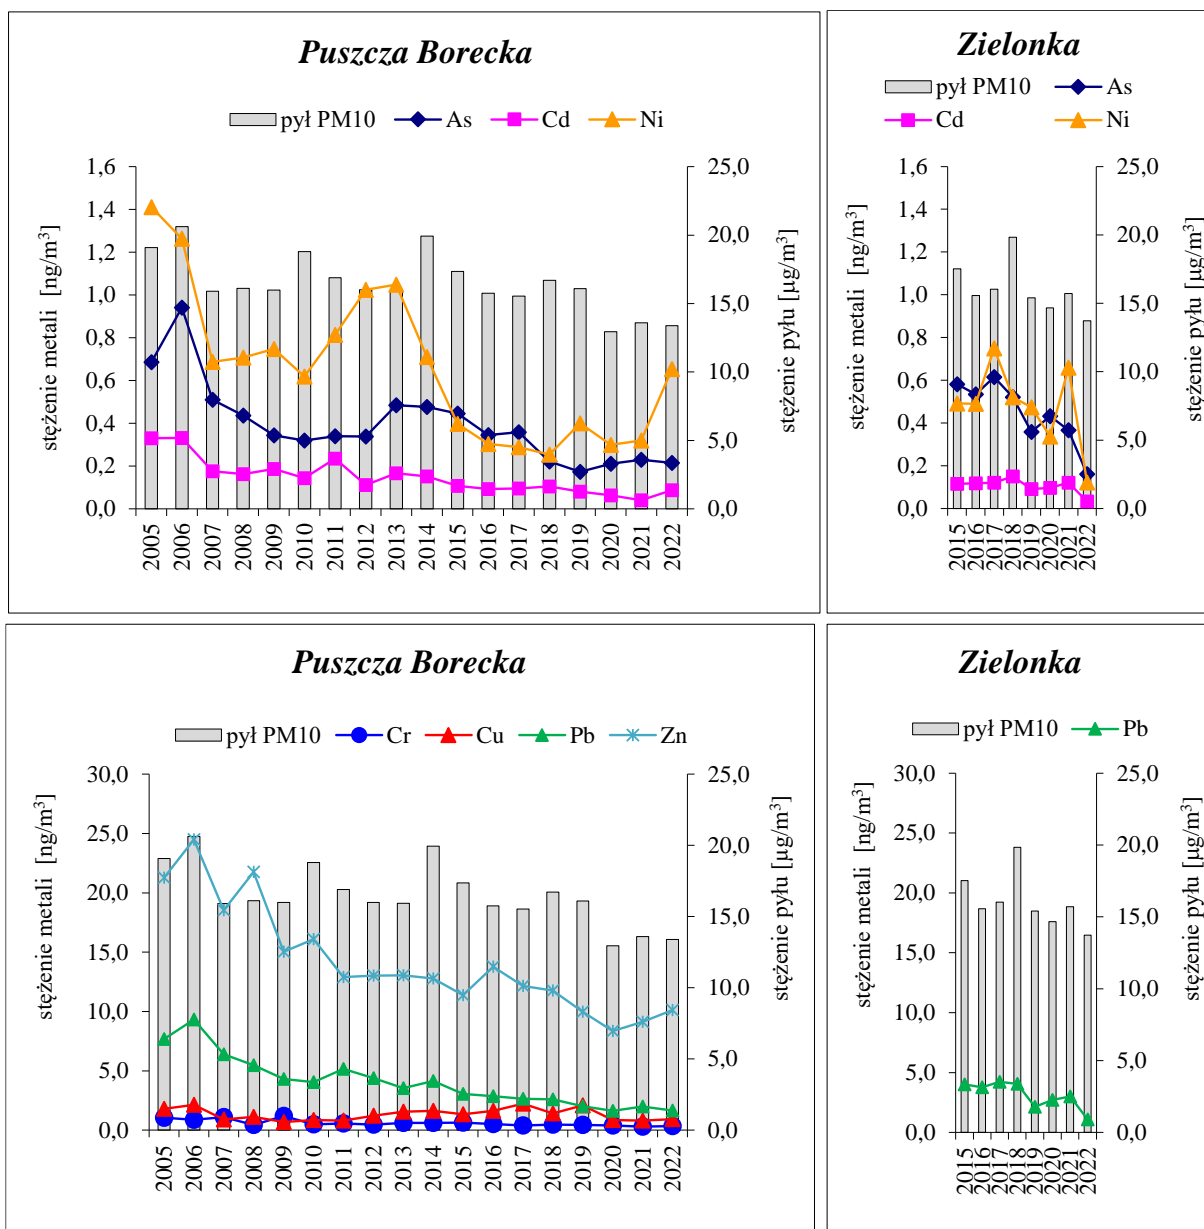 Puszcza Borecka
pył PM10 As Cd Ni
1,6 25,0
1,4
20,0
1,2
1,0 15,0
0,8
0,6 10,0
0,4 5,0
0,2
0,0 0,0
stężenie metali [ng/m³]
stężenie pyłu [µg/m³]
2005 2006 2007 2008 2009 2010 2011 2012 2013 2014 2015 2016 2017 2018 2019 2020 2021 2022
Zielonka
pył PM10 As
Cd Ni
1,6 25,0
1,4
20,0
1,2
1,0 15,0
0,8
0,6 10,0
0,4 5,0
0,2
0,0 0,0
stężenie metali [ng/m³]
stężenie pyłu [µg/m³]
2015 2016 2017 2018 2019 2020 2021 2022
Puszcza Borecka
pył PM10 Cr Cu Pb Zn
30,0 25,0
25,0
20,0
20,0
15,0
15,0
10,0
10,0
5,0 5,0
0,0 0,0
stężenie metali [ng/m³]
stężenie pyłu [µg/m³]
2005 2006 2007 2008 2009 2010 2011 2012 2013 2014 2015 2016 2017 2018 2019 2020 2021 2022
Zielonka
pył PM10 Pb
30,0 25,0
25,0
20,0
20,0
15,0
15,0
10,0
10,0
5,0 5,0
0,0 0,0
stężenie metali [ng/m³]
stężenie pyłu [µg/m³]
2015 2016 2017 2018 2019 2020 2021 2022